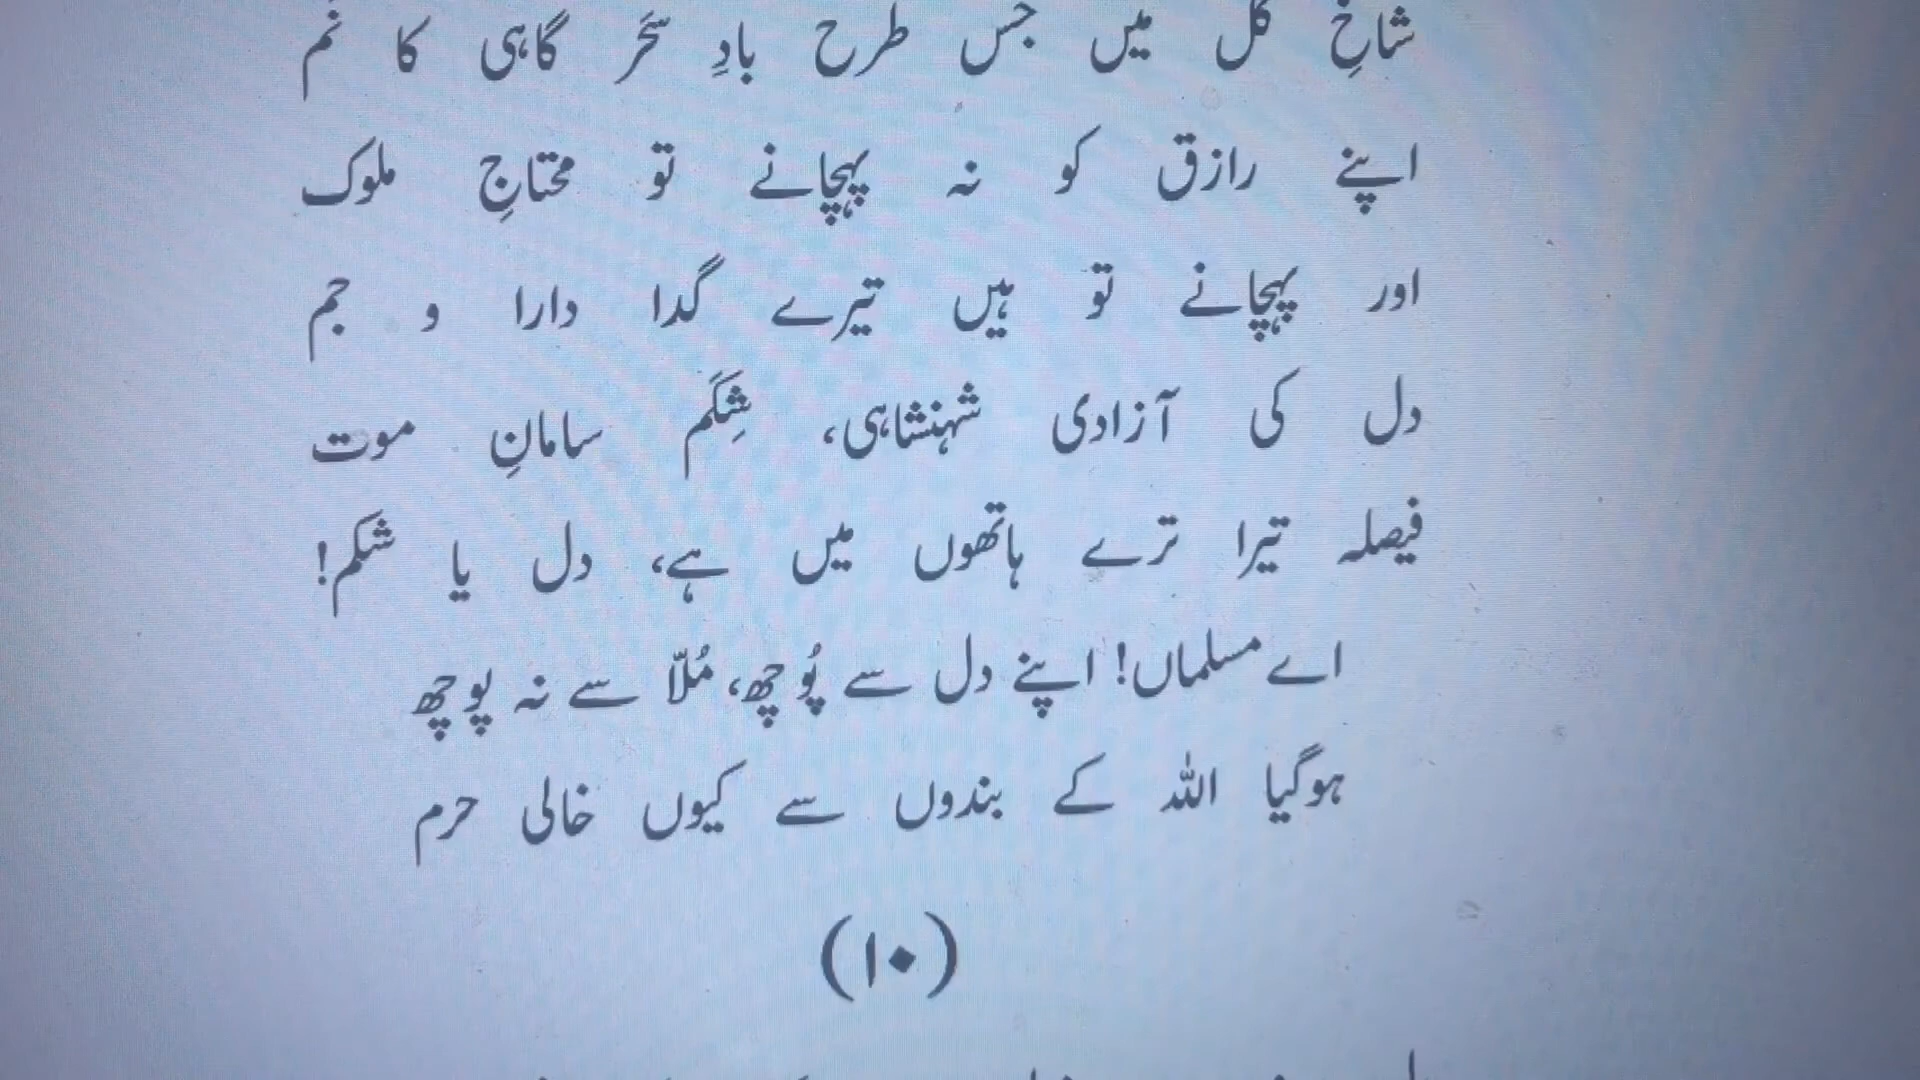 شاخِ گل میں جس طرح بادِ سَحَر گاہی کا نَم
اپنے رازق کو نہ پہچانے تو محتاجِ ملوک
اور پہچانے تو ہیں تیرے گدا دارا و جم
دل کی آزادی شہنشاہی، شِکَم سامانِ موت
فیصلہ تیرا ترے ہاتھوں میں ہے، دل یا شکم!
اے مسلماں! اپنے دل سے پُوچھ، مُلّا سے نہ پوچھ
ہوگیا اللہ کے بندوں سے کیوں خالی حرم
(۱۰)